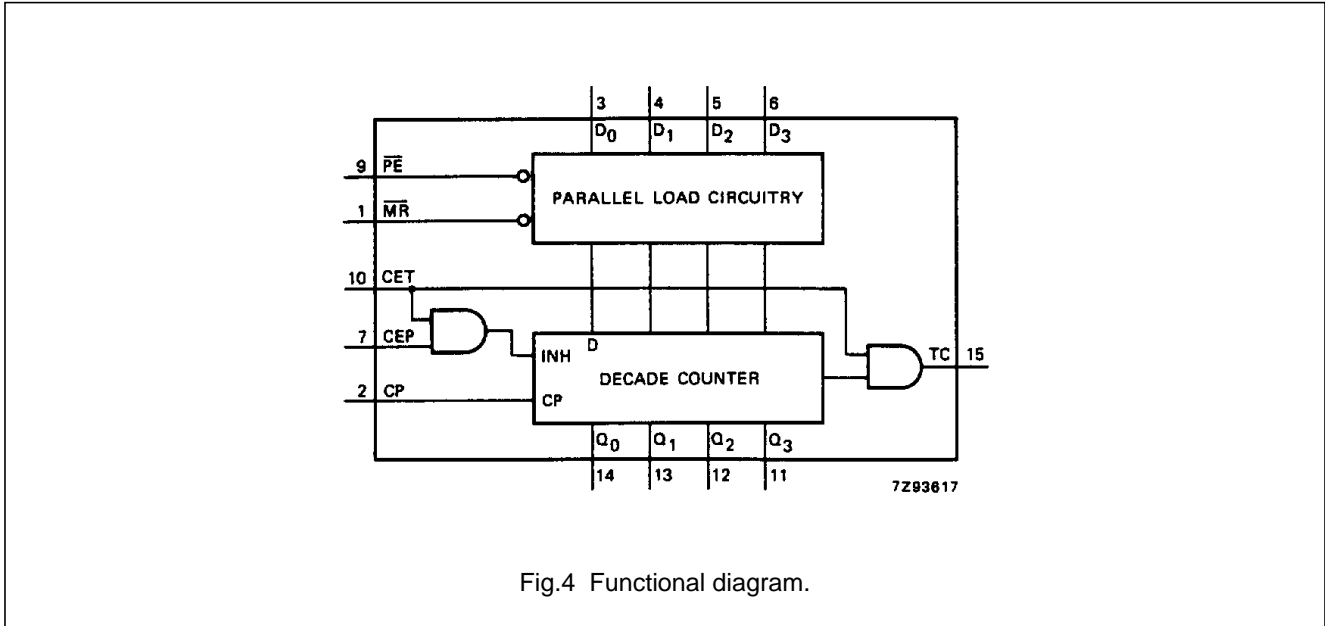 3 4 5 6
D0 D1 D2 D3
9 PE
PARALLEL LOAD CIRCUITRY
1 MR
10 CET
7 CEP
INH D
DECADE COUNTER
TC 15
2 CP
CP
Q0 Q1 Q2 Q3
14 13 12 11
7Z93617
Fig.4 Functional diagram.